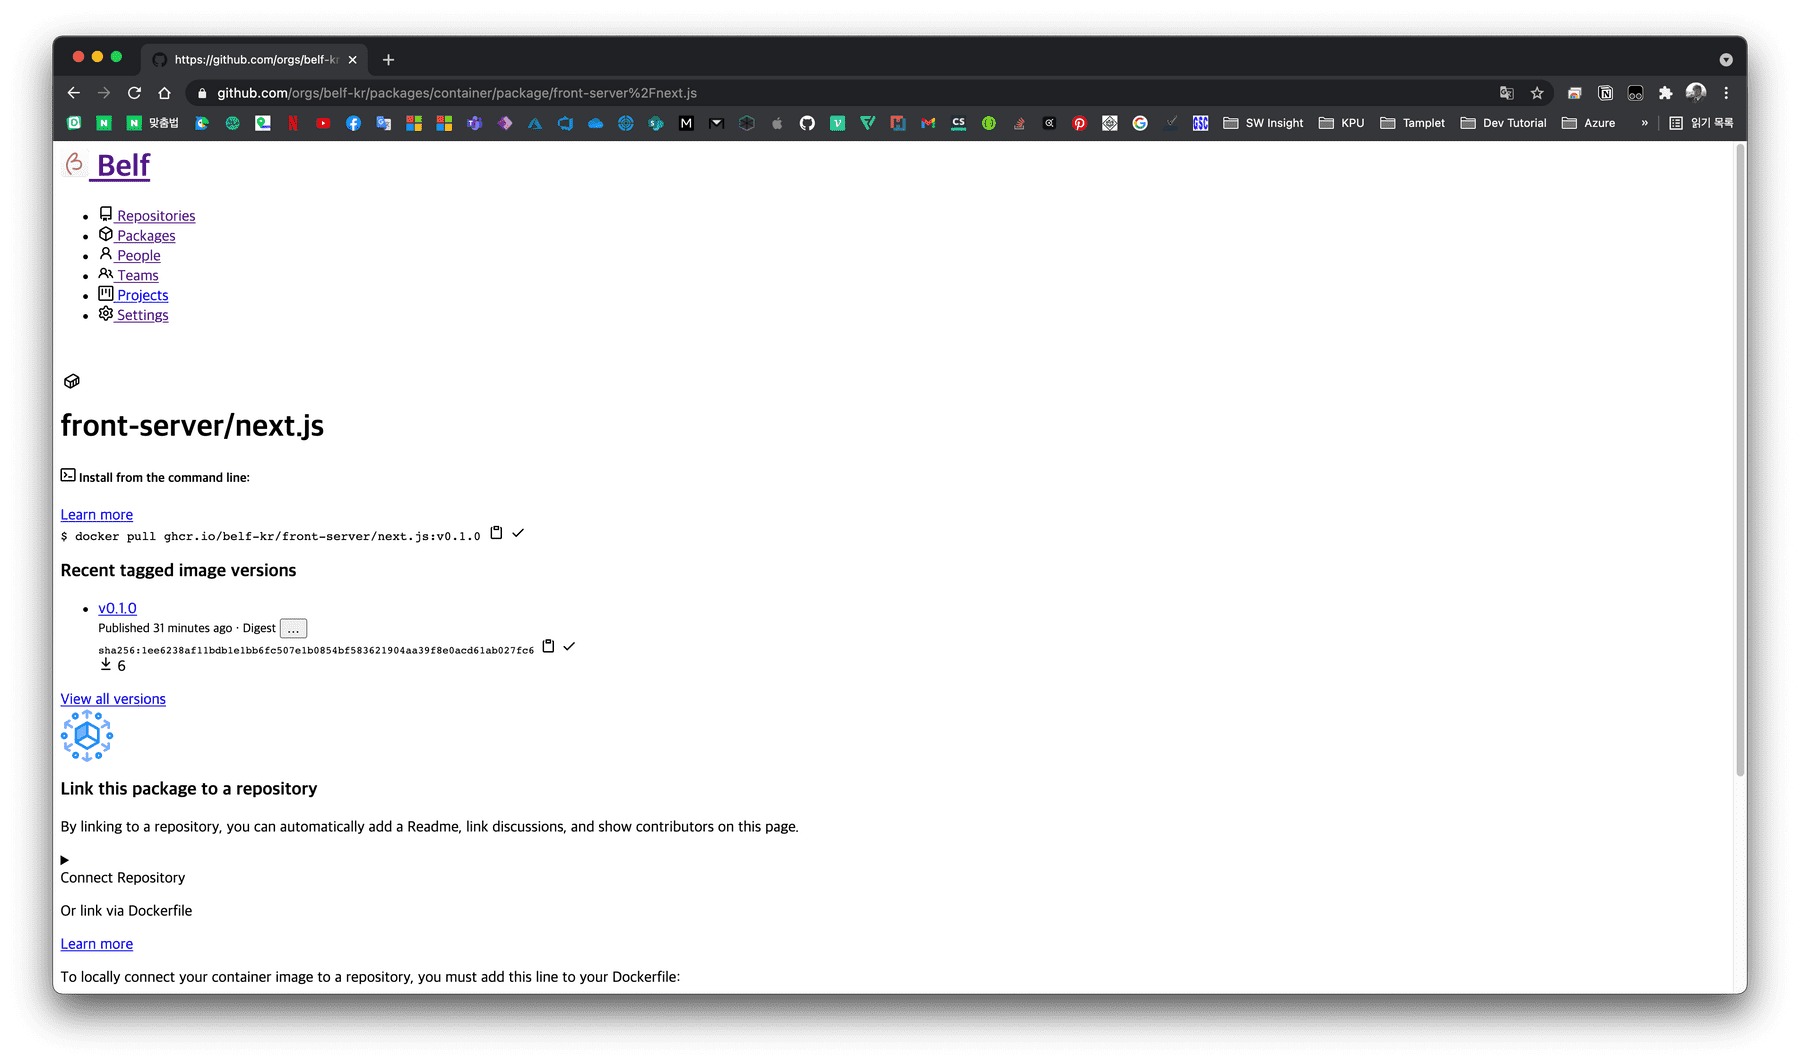 https://github.com/orgs/belf-kr
github.com/orgs/belf-kr/packages/container/package/front-server%2Fnext.js
맞춤법
SW Insight
KPU
Tamplet
Dev Tutorial
Azure
»
읽기 목록
Belf
Repositories
Packages
People
Teams
Projects
Settings
front-server/next.js
Install from the command line:
Learn more
$ docker pull ghcr.io/belf-kr/front-server/next.js:v0.1.0
Recent tagged image versions
v0.1.0
Published 31 minutes ago · Digest ...
sha256:1ee6238af11bdb1e1bb6fc507e1b0854bf583621904aa39f8e0acd61ab027fc6
6
View all versions
Link this package to a repository
By linking to a repository, you can automatically add a Readme, link discussions, and show contributors on this page.
Connect Repository
Or link via Dockerfile
Learn more
To locally connect your container image to a repository, you must add this line to your Dockerfile: